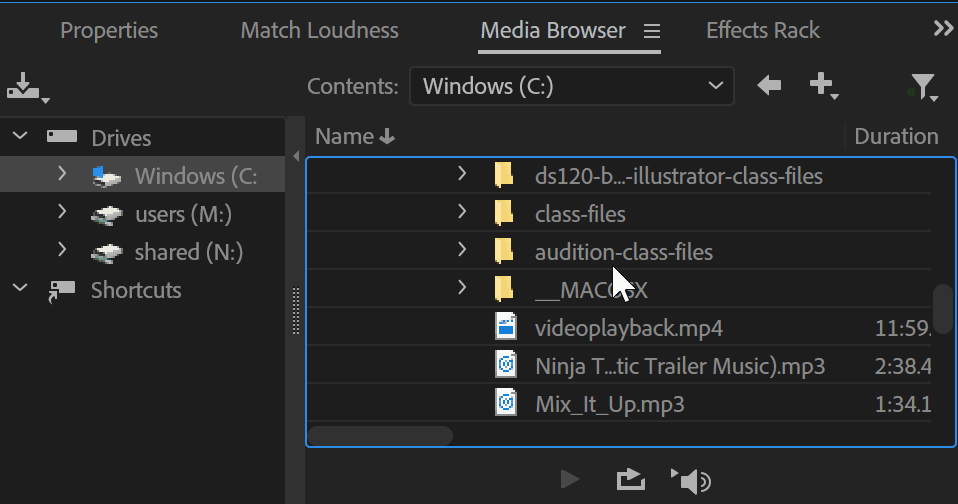 Properties Match Loudness Media Browser Effects Rack
Contents: Windows (C:)
Name Duration
Drives
Windows (C:
users (M:)
shared (N:)
Shortcuts
ds120-b...-illustrator-class-files
class-files
audition-class-files
__MACOSX
videoplayback.mp4 11:59.
Ninja T...tic Trailer Music).mp3 2:38.4
Mix_It_Up.mp3 1:34.1